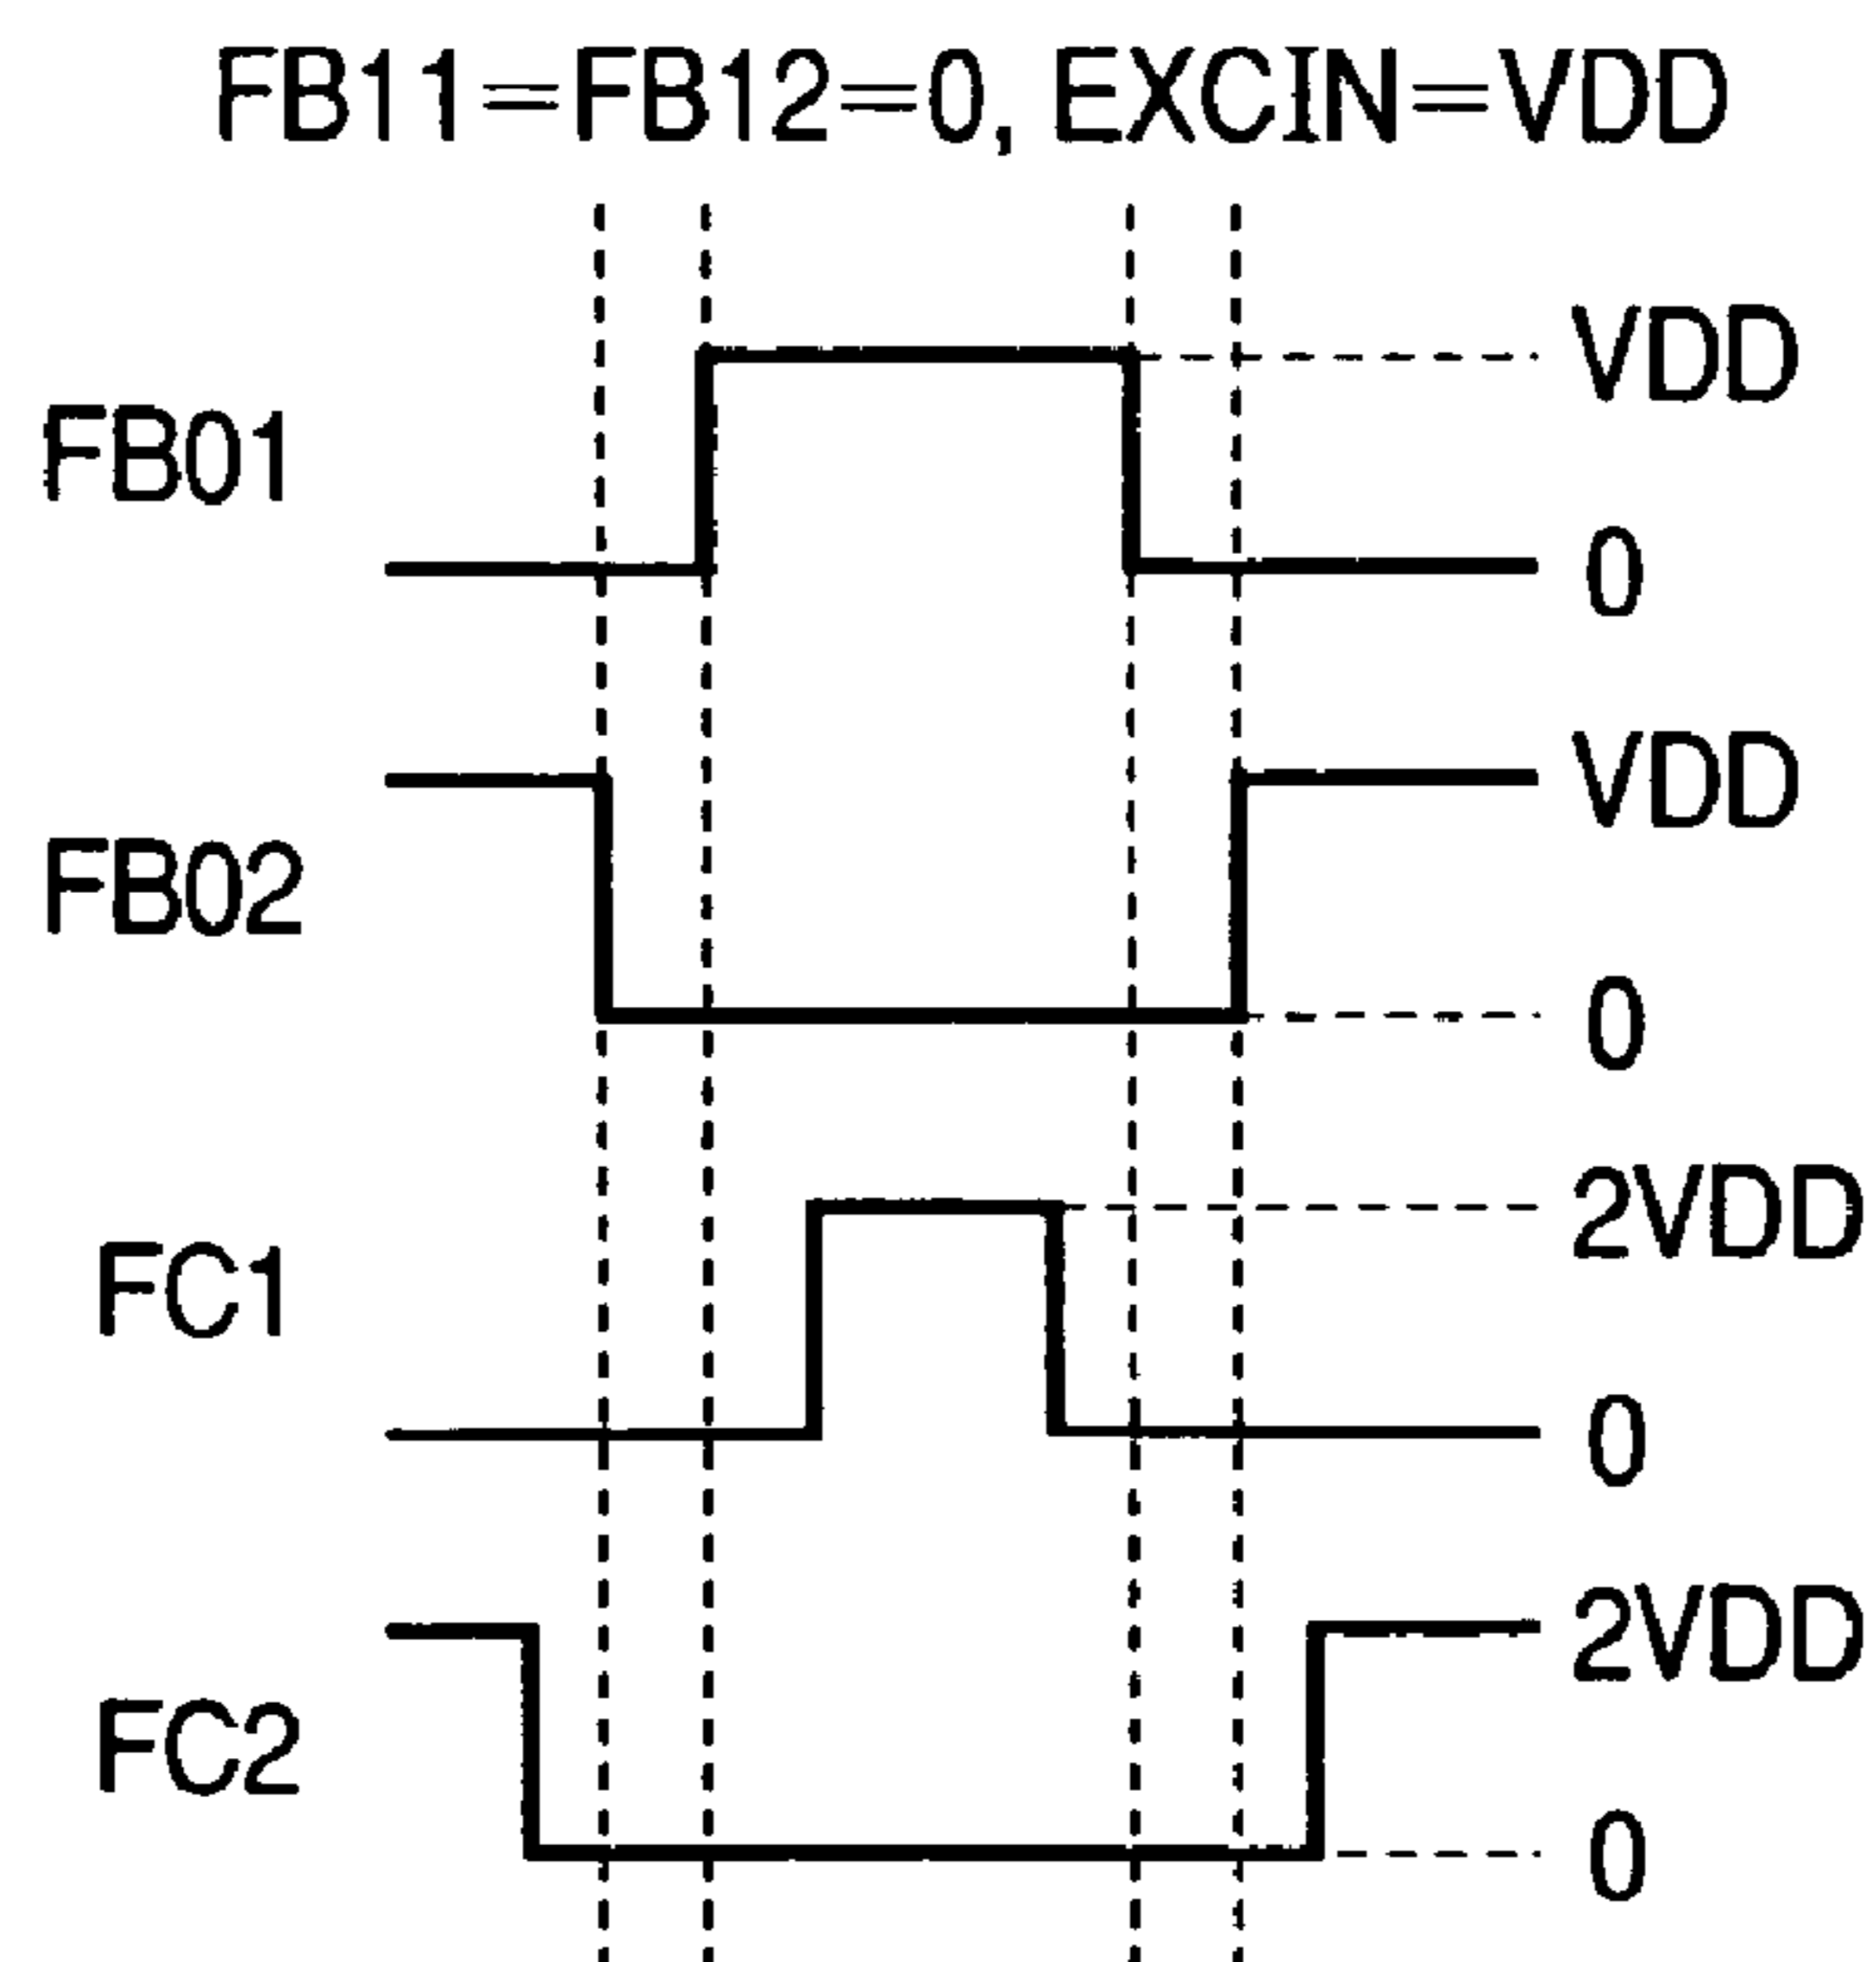 FB11=FB12=0, EXCIN=VDD
VDD
FB01
0
VDD
FB02
0
2VDD
FC1
0
2VDD
FC2
0